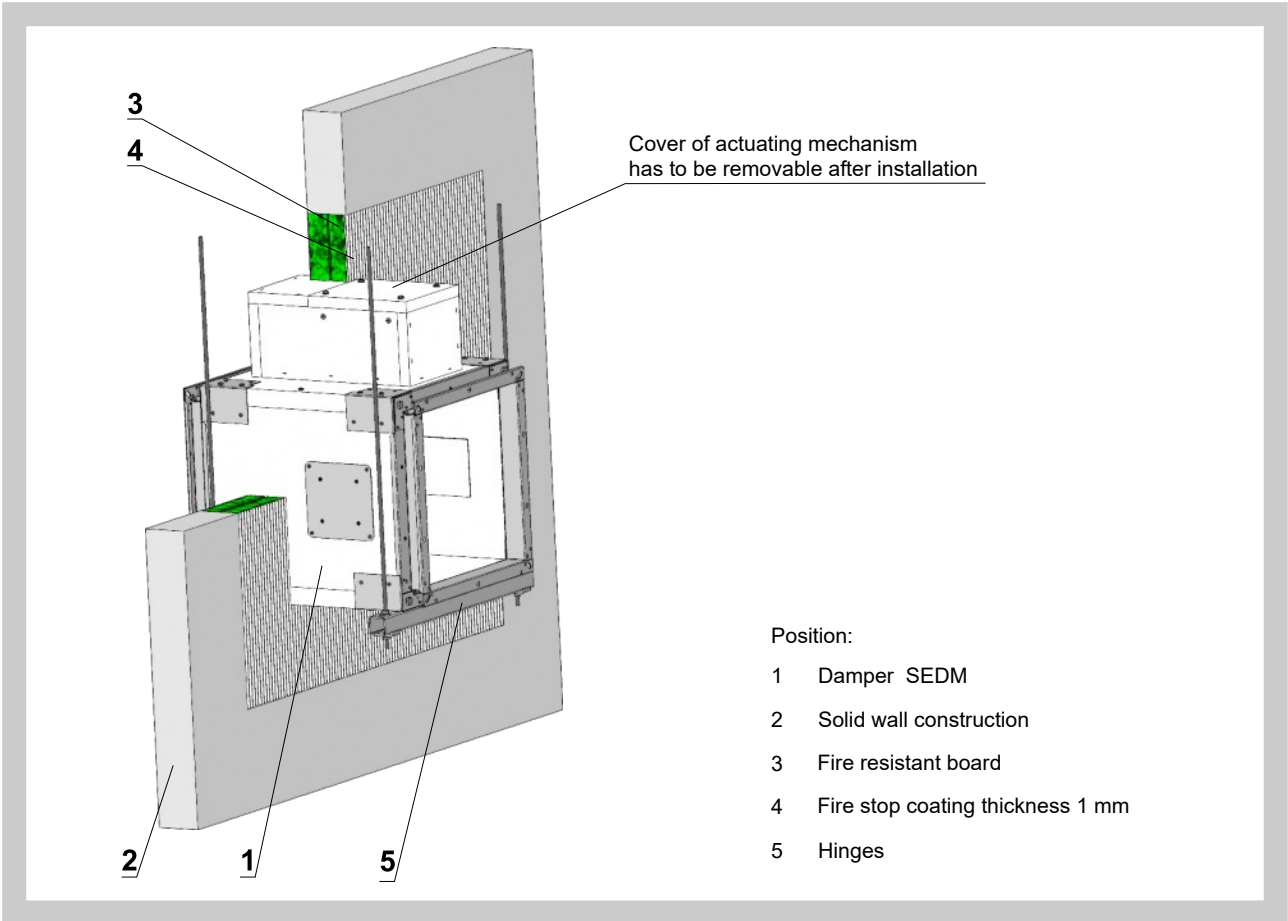 3
4
Cover of actuating mechanism
has to be removable after installation
Position:
1 Damper SEDM
2 Solid wall construction
3 Fire resistant board
4 Fire stop coating thickness 1 mm
5 Hinges
2
1
5